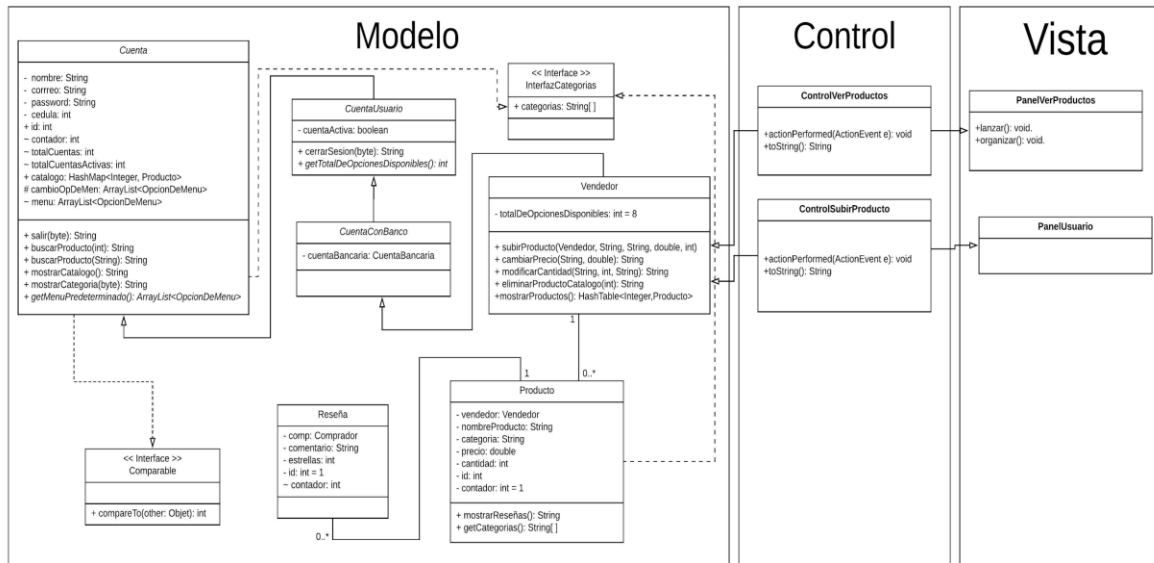 Modelo
Control
Vista
Cuenta
- nombre: String
- corrreo: String
- password: String
- cedula: int
+ id: int
~ contador: int
~ totalCuentas: int
~ totalCuentasActivas: int
+ catalogo: HashMap<Integer, Producto>
# cambioOpDeMen: ArrayList<OpcionDeMenu>
~ menu: ArrayList<OpcionDeMenu>
+ salir(byte): String
+ buscarProducto(int): String
+ buscarProducto(String): String
+ mostrarCatalogo(): String
+ mostrarCategoria(byte): String
+ getMenuPredeterminado(): ArrayList<OpcionDeMenu>
CuentaUsuario
- cuentaActiva: boolean
+ cerrarSesion(byte): String
+ getTotalDeOpcionesDisponibles(): int
<< Interface >>
InterfazCategorias
+ categorias: String[ ]
CuentaConBanco
- cuentaBancaria: CuentaBancaria
Vendedor
- totalDeOpcionesDisponibles: int = 8
+ subirProducto(Vendedor, String, String, double, int)
+ cambiarPrecio(String, double): String
+ modificarCantidad(String, int, String): String
+ eliminarProductoCatalogo(int): String
+mostrarProductos(): HashTable<Integer,Producto>
1
0..*
1
0..*
Producto
- vendedor: Vendedor
- nombreProducto: String
- categoria: String
- precio: double
- cantidad: int
- id: int
- contador: int = 1
+ mostrarReseñas(): String
+ getCategorias(): String[ ]
Reseña
- comp: Comprador
- comentario: String
- estrellas: int
- id: int = 1
~ contador: int
<< Interface >>
Comparable
+ compareTo(other: Objet): int
ControlVerProductos
+actionPerformed(ActionEvent e): void
+toString(): String
ControlSubirProducto
+actionPerformed(ActionEvent e): void
+toString(): String
PanelVerProductos
+lanzar(): void.
+organizar(): void.
PanelUsuario